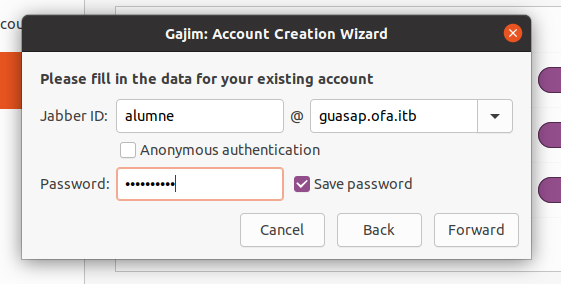 cou
Gajim: Account Creation Wizard
Please fill in the data for your existing account
Jabber ID: alumne @ guasap.ofa.itb
Anonymous authentication
Password: •••••••••• Save password
Cancel Back Forward